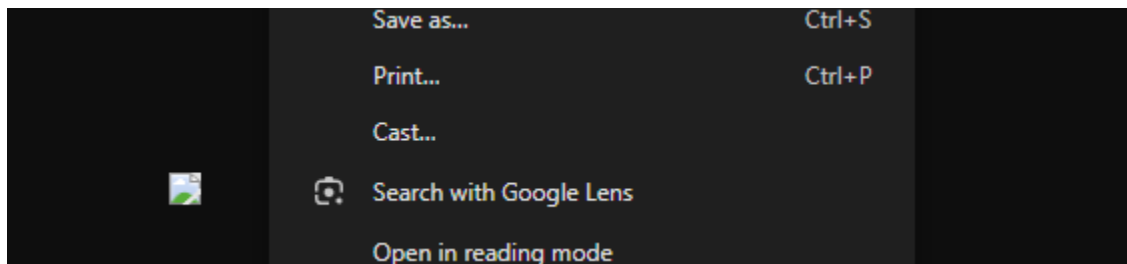 Save as... Ctrl+S
Print... Ctrl+P
Cast...
Search with Google Lens
Open in reading mode